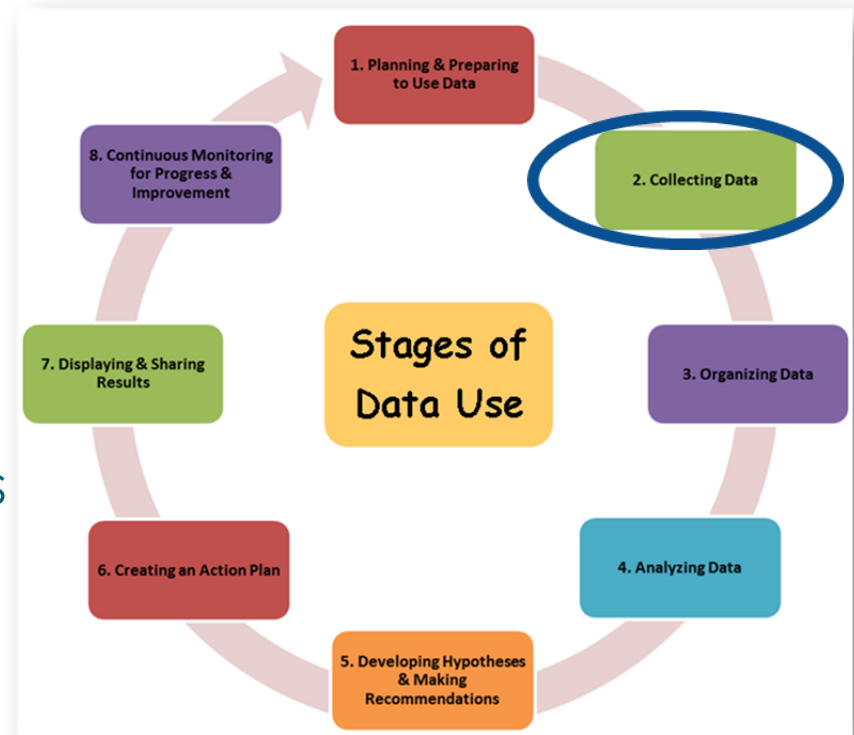 1. Planning & Preparing
to Use Data
2. Collecting Data
3. Organizing Data
4. Analyzing Data
5. Developing Hypotheses
& Making
Recommendations
6. Creating an Action Plan
7. Displaying & Sharing
Results
8. Continuous Monitoring
for Progress &
Improvement
Stages of
Data Use
s